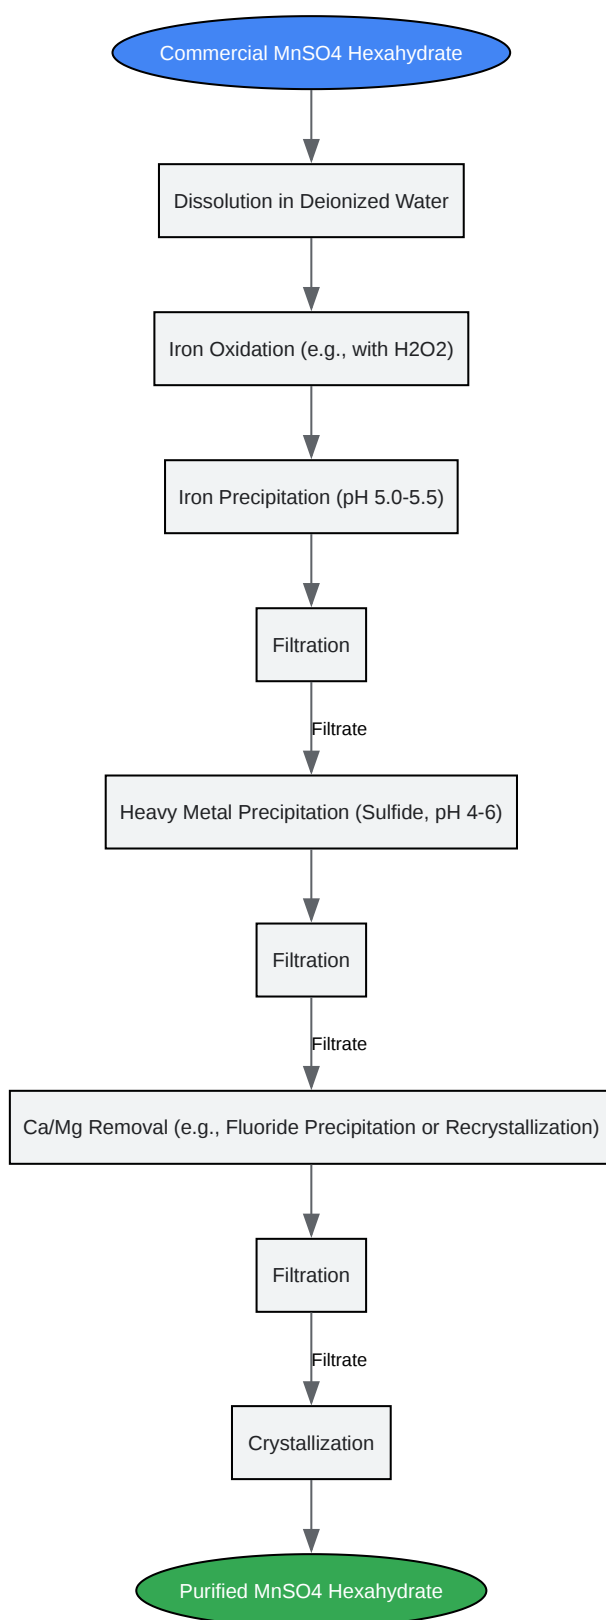 Commercial MnSO4 Hexahydrate
Dissolution in Deionized Water
Iron Oxidation (e.g., with H2O2)
Iron Precipitation (pH 5.0-5.5)
Filtration
Filtrate
Heavy Metal Precipitation (Sulfide, pH 4-6)
Filtration
Filtrate
Ca/Mg Removal (e.g., Fluoride Precipitation or Recrystallization)
Filtration
Filtrate
Crystallization
Purified MnSO4 Hexahydrate